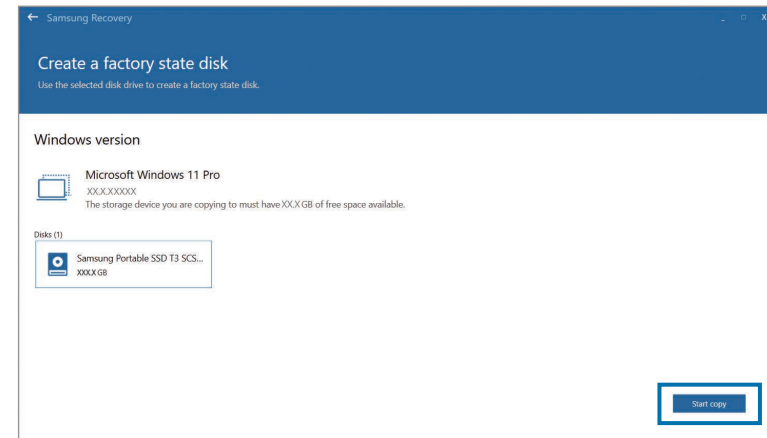 ← Samsung Recovery
Create a factory state disk
Use the selected disk drive to create a factory state disk.
Windows version
Microsoft Windows 11 Pro
XX.X.XXXXX
The storage device you are copying to must have XX.X GB of free space available.
Disks (1)
Samsung Portable SSD T3 SCS...
XXX.X GB
Start copy